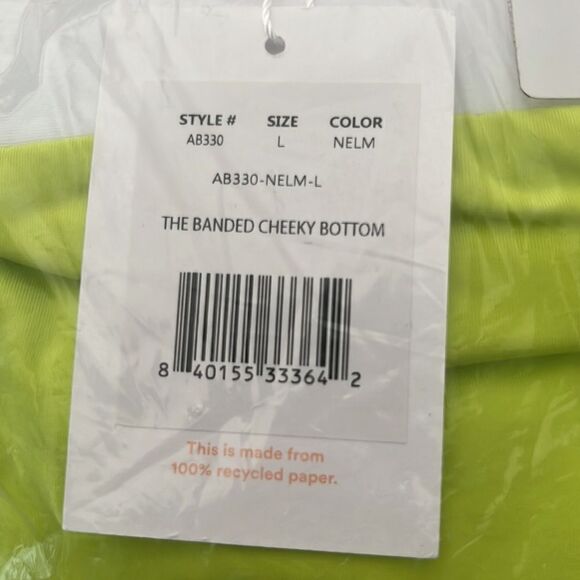 STYLE # SIZE COLOR
AB330 L NELM
AB330-NELM-L
THE BANDED CHEEKY BOTTOM
8 40155 33364 2
This is made from
100% recycled paper.